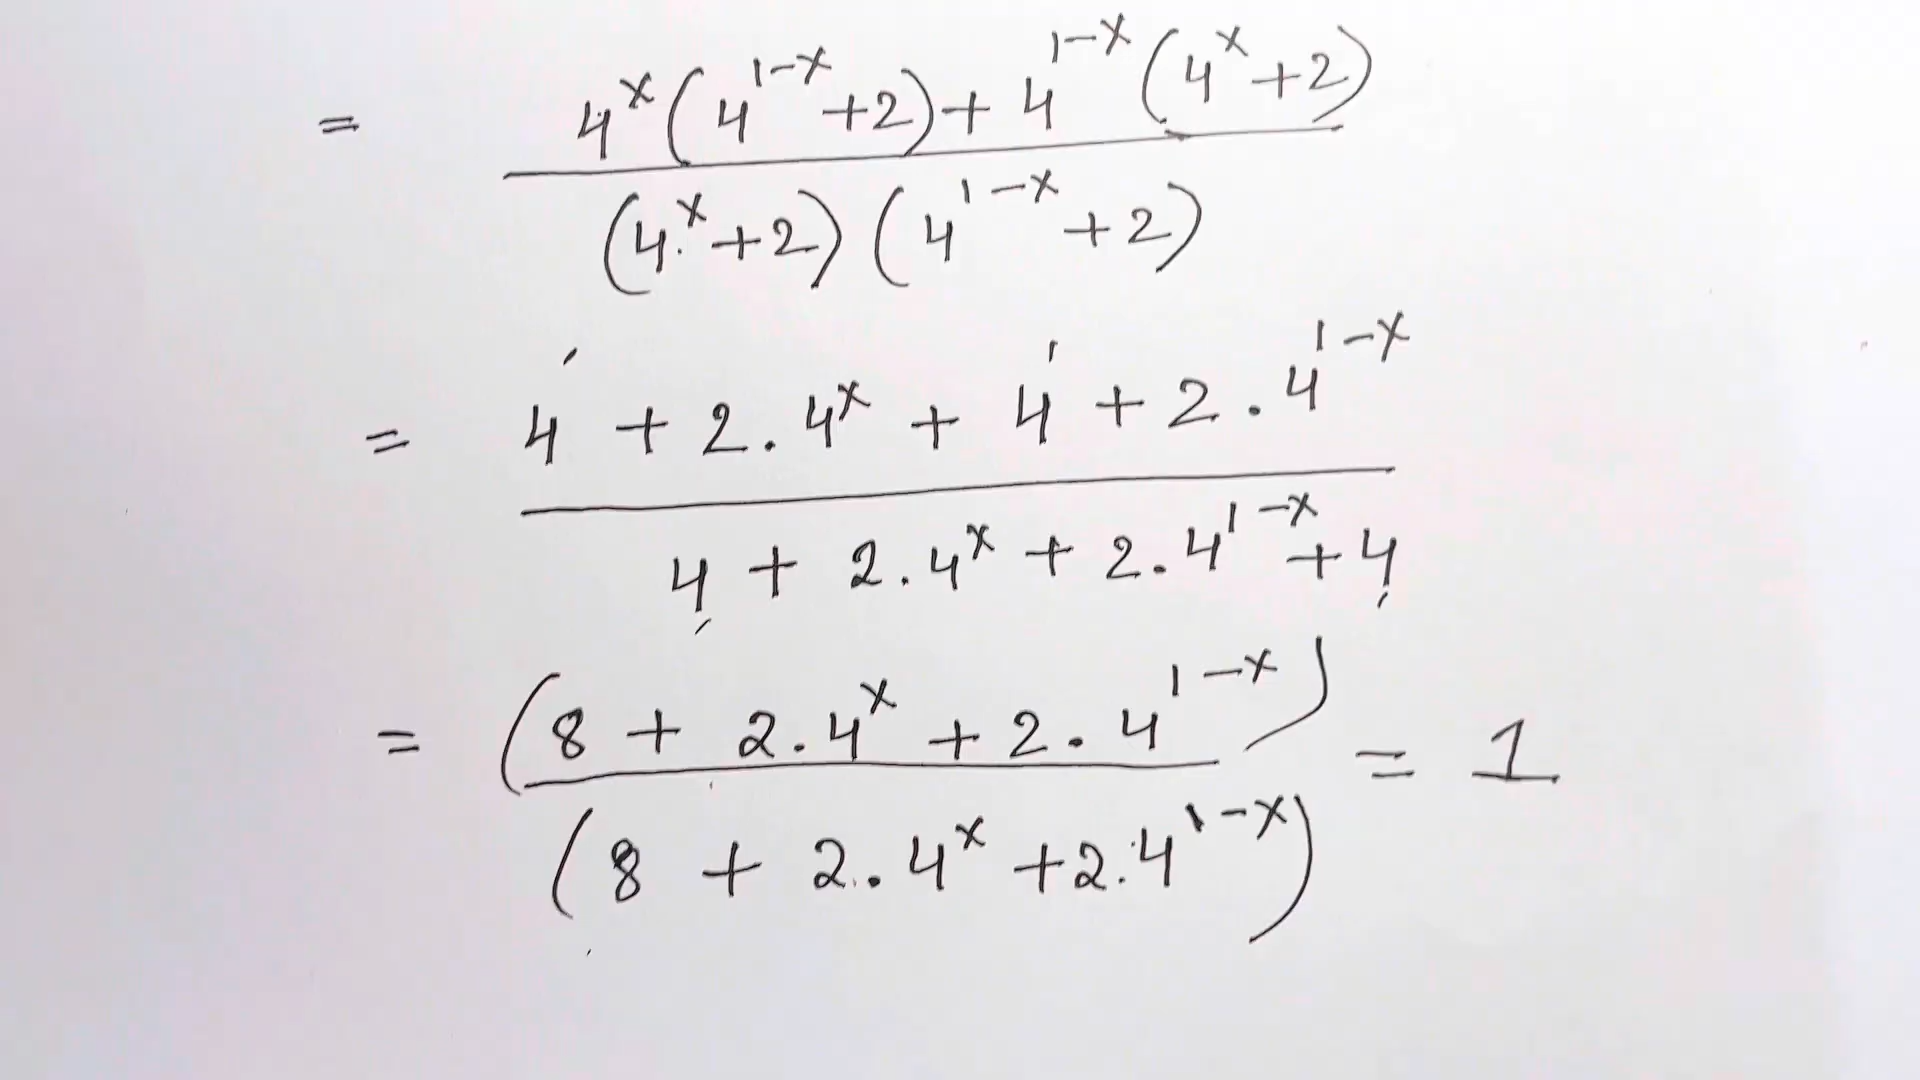 = 4^x(4^{1-x}+2)+4^{1-x}(4^x+2)
(4^x+2)(4^{1-x}+2)
= 4 + 2.4^x + 4 + 2.4^{1-x}
4 + 2.4^x + 2.4^{1-x}+4
= (8 + 2.4^x + 2.4^{1-x}) = 1
(8 + 2.4^x +2.4^{1-x})